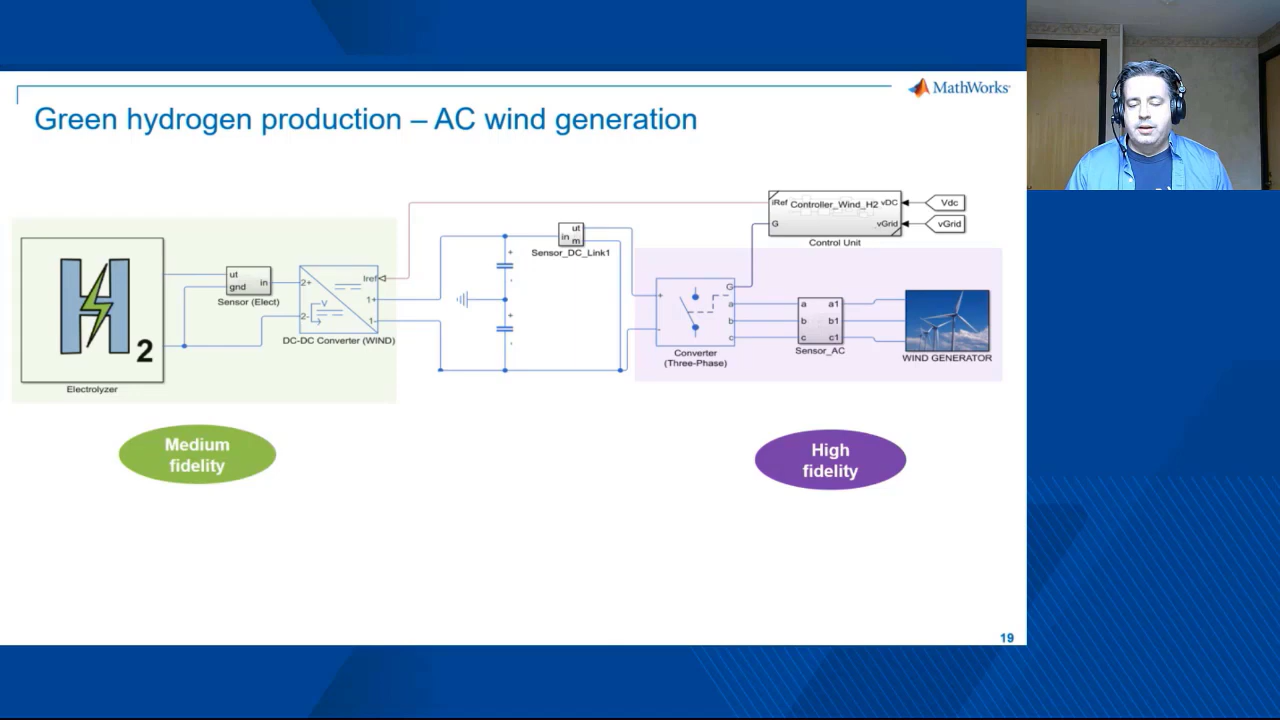 MathWorks
Green hydrogen production – AC wind generation
iRef Controller_Wind_H2 vDC
G vGrid
Vdc
vGrid
Control Unit
ut
in m
Sensor_DC_Link1
2
Electrolyzer
ut
gnd in
Sensor (Elect)
Iref
2+
1+
V
2-
1-
DC-DC Converter (WIND)
+
-
+
-
+
-
G
a
b
c
Converter
(Three-Phase)
a a1
b b1
c c1
Sensor_AC
WIND GENERATOR
Medium
fidelity
High
fidelity
19